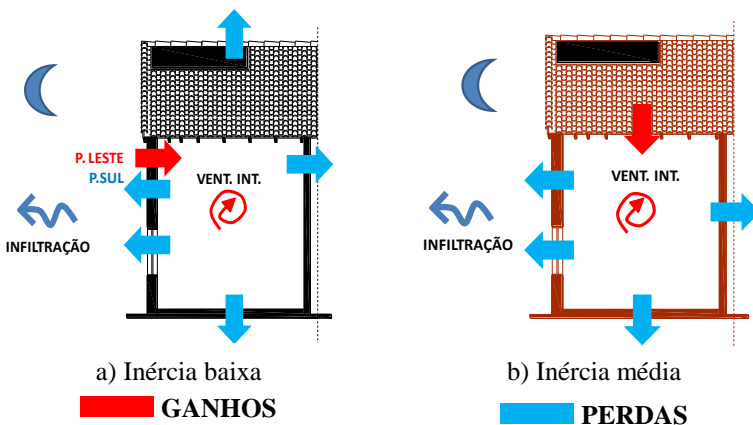 P. LESTE
P.SUL
VENT. INT.
INFILTRAÇÃO
a) Inércia baixa
GANHOS
VENT. INT.
INFILTRAÇÃO
b) Inércia média
PERDAS